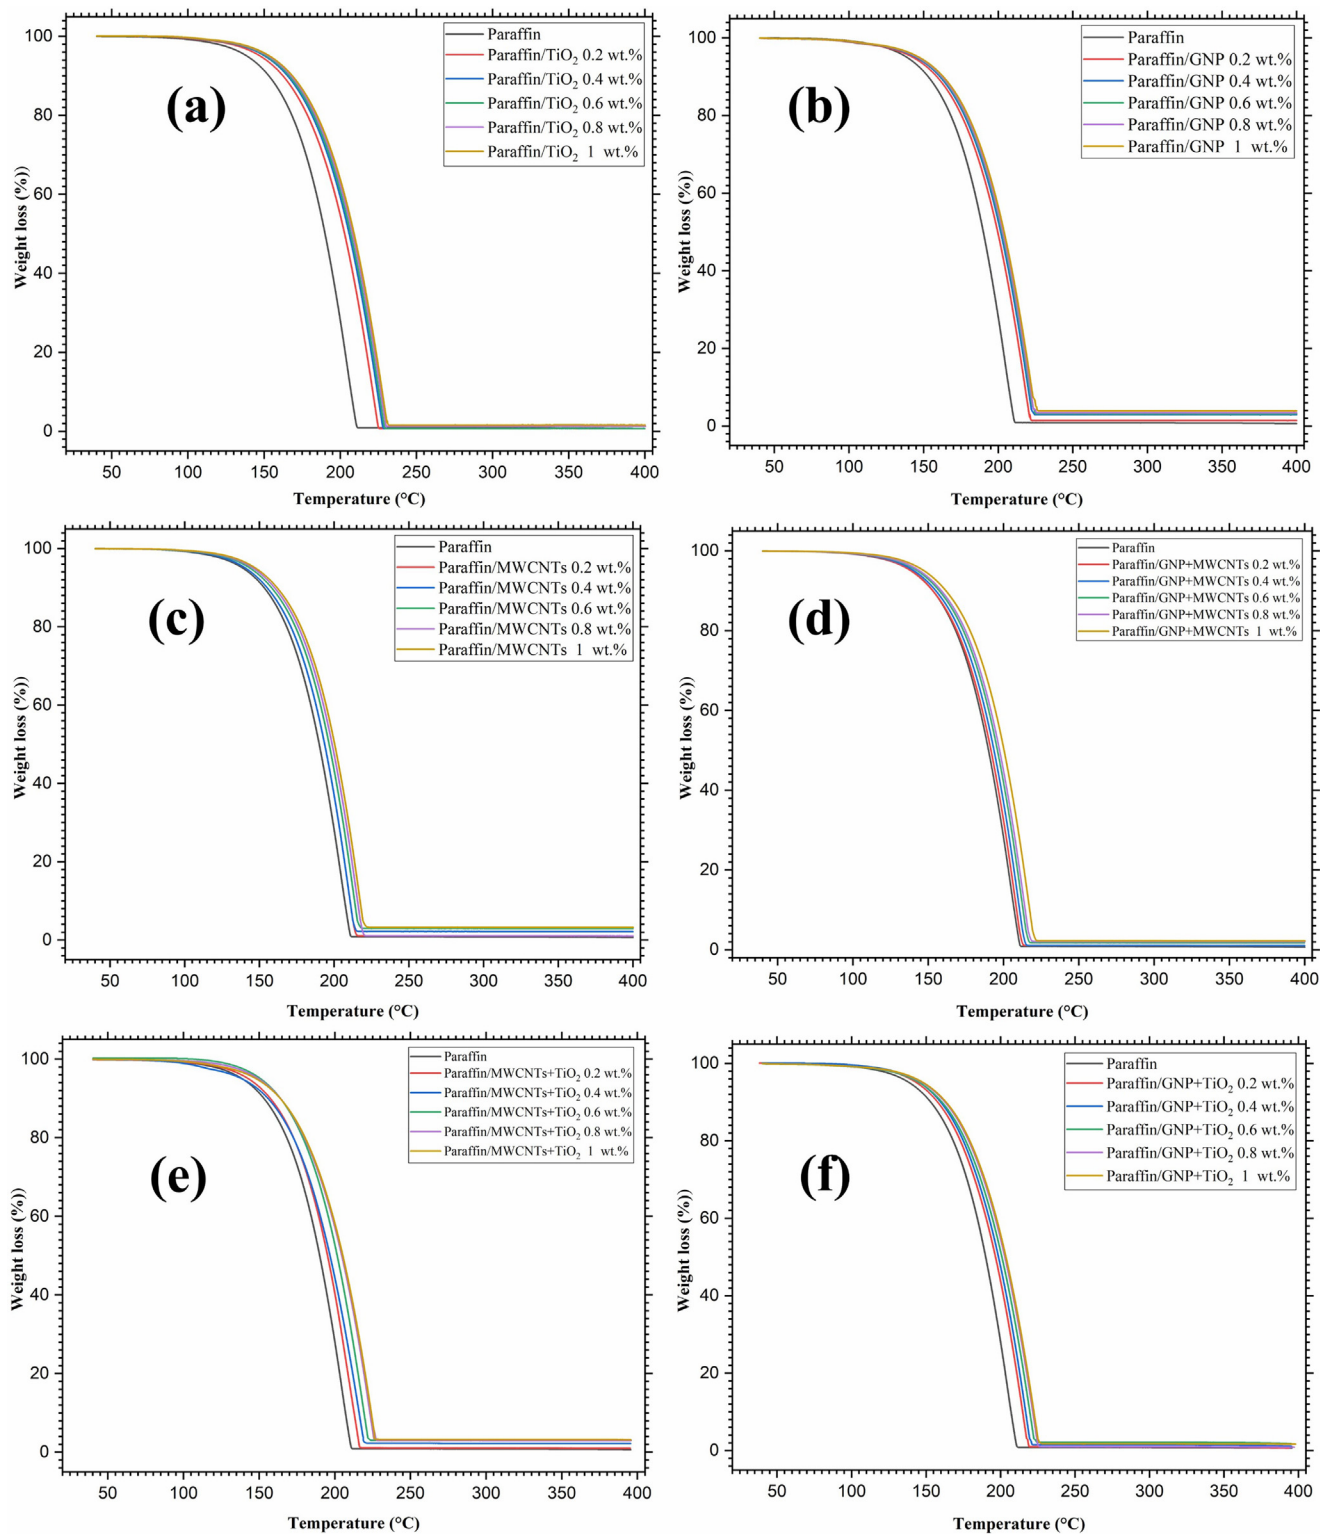 Paraffin
Paraffin/TiO2 0.2 wt.%
Paraffin/TiO2 0.4 wt.%
Paraffin/TiO2 0.6 wt.%
Paraffin/TiO2 0.8 wt.%
Paraffin/TiO2 1 wt.%
(a)
100
80
60
40
20
0
Weight loss (%))
50 100 150 200 250 300 350 400
Temperature (°C)
Paraffin
Paraffin/GNP 0.2 wt.%
Paraffin/GNP 0.4 wt.%
Paraffin/GNP 0.6 wt.%
Paraffin/GNP 0.8 wt.%
Paraffin/GNP 1 wt.%
(b)
100
80
60
40
20
0
Weight loss (%))
50 100 150 200 250 300 350 400
Temperature (°C)
Paraffin
Paraffin/MWCNTs 0.2 wt.%
Paraffin/MWCNTs 0.4 wt.%
Paraffin/MWCNTs 0.6 wt.%
Paraffin/MWCNTs 0.8 wt.%
Paraffin/MWCNTs 1 wt.%
(c)
100
80
60
40
20
0
Weight loss (%))
50 100 150 200 250 300 350 400
Temperature (°C)
Paraffin
Paraffin/GNP+MWCNTs 0.2 wt.%
Paraffin/GNP+MWCNTs 0.4 wt.%
Paraffin/GNP+MWCNTs 0.6 wt.%
Paraffin/GNP+MWCNTs 0.8 wt.%
Paraffin/GNP+MWCNTs 1 wt.%
(d)
100
80
60
40
20
0
Weight loss (%))
50 100 150 200 250 300 350 400
Temperature (°C)
Paraffin
Paraffin/MWCNTs+TiO2 0.2 wt.%
Paraffin/MWCNTs+TiO2 0.4 wt.%
Paraffin/MWCNTs+TiO2 0.6 wt.%
Paraffin/MWCNTs+TiO2 0.8 wt.%
Paraffin/MWCNTs+TiO2 1 wt.%
(e)
100
80
60
40
20
0
Weight loss (%))
50 100 150 200 250 300 350 400
Temperature (°C)
Paraffin
Paraffin/GNP+TiO2 0.2 wt.%
Paraffin/GNP+TiO2 0.4 wt.%
Paraffin/GNP+TiO2 0.6 wt.%
Paraffin/GNP+TiO2 0.8 wt.%
Paraffin/GNP+TiO2 1 wt.%
(f)
100
80
60
40
20
0
Weight loss (%))
50 100 150 200 250 300 350 400
Temperature (°C)